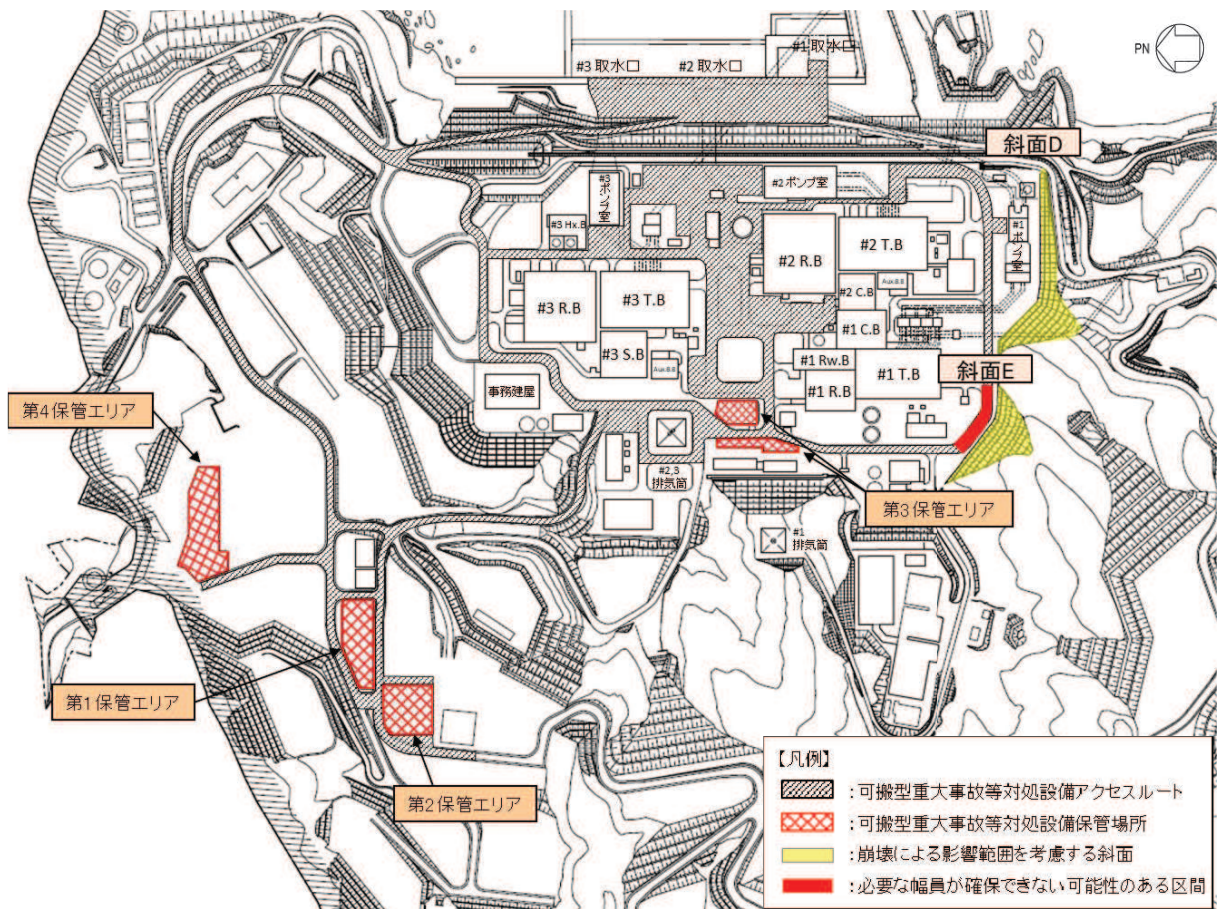 #1取水口
PN
#3取水口
#2取水口
斜面D
#2ポンプ室
#3ポンプ室
#1ポンプ室
#3 Hx.B
#2 R.B
#2 T.B
Aux.B.B
#2 C.B
#3 R.B
#3 T.B
#1 C.B
#3 S.B
Aux.B.B
#1 Rw.B
#1 R.B
#1 T.B
斜面E
事務建屋
第4保管エリア
#2,3
排気筒
第3保管エリア
#1
排気筒
第1保管エリア
第2保管エリア
【凡例】
:可搬型重大事故等対処設備アクセスルート
:可搬型重大事故等対処設備保管場所
:崩壊による影響範囲を考慮する斜面
:必要な幅員が確保できない可能性のある区間